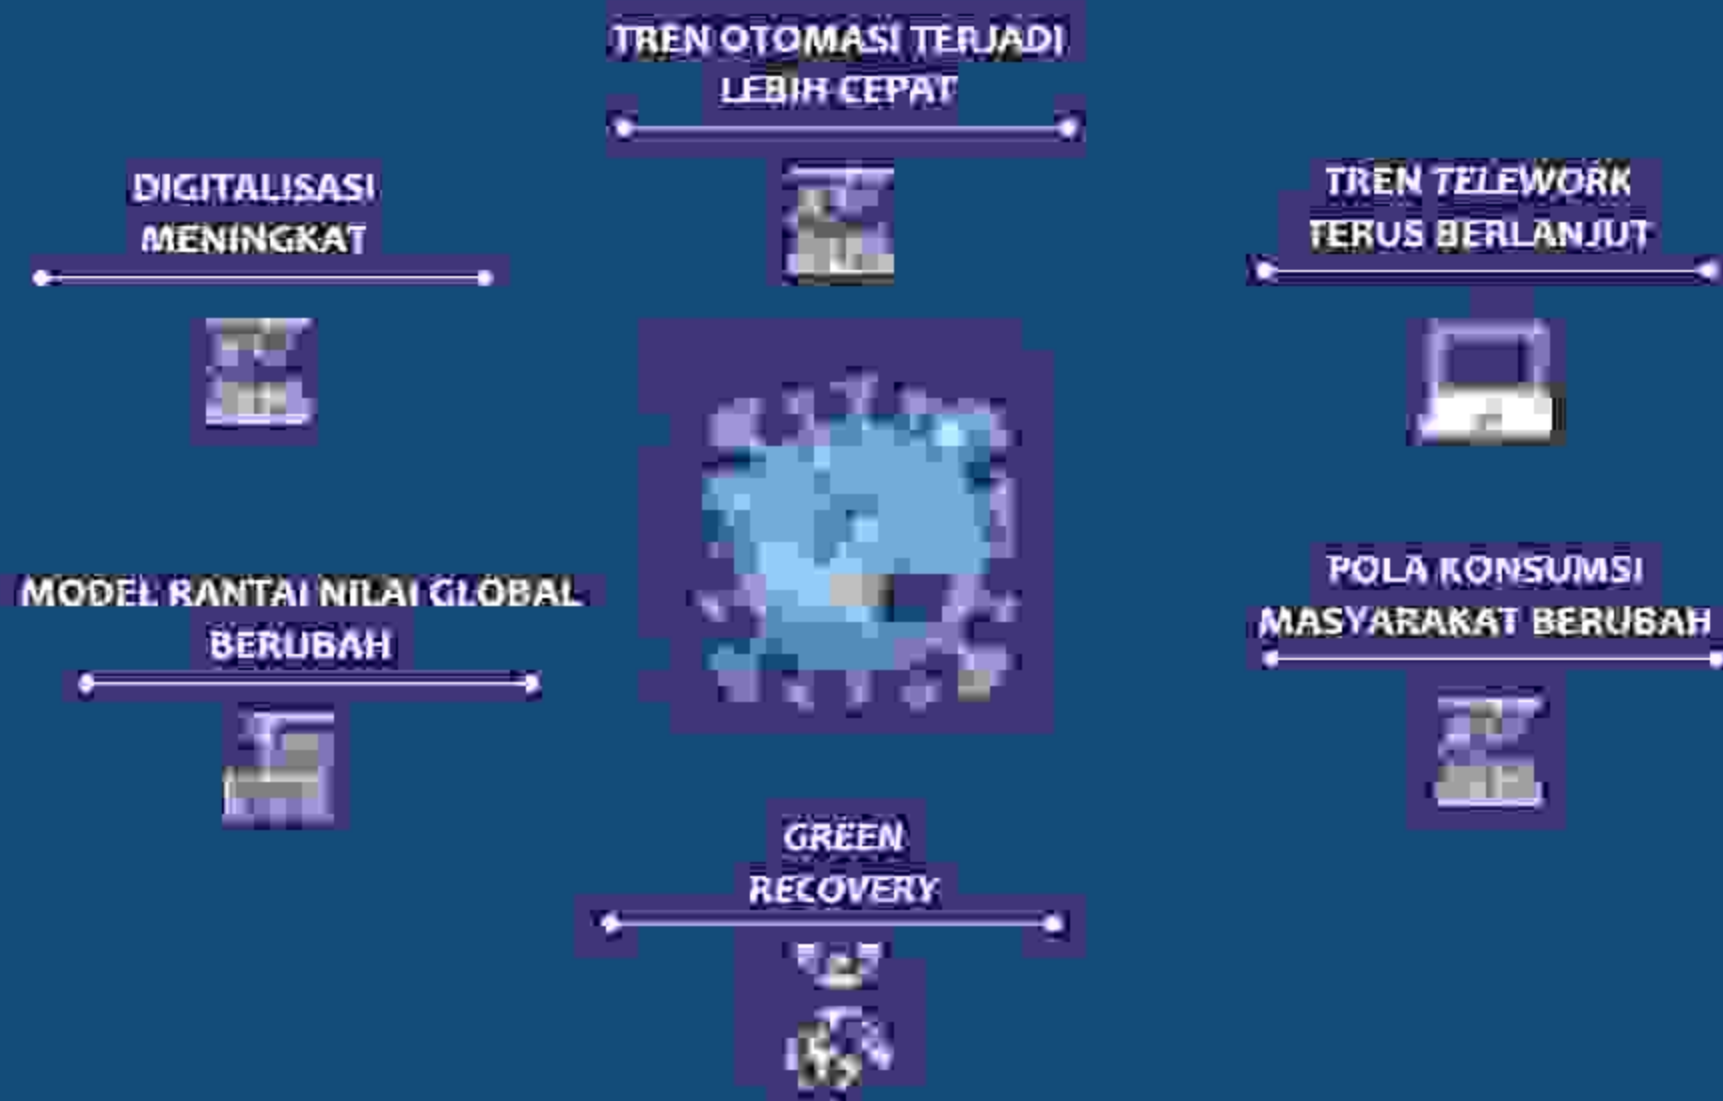 TREN OTOMASI TERJADI
LEBIH CEPAT
DIGITALISASI
MENINGKAT
TREN TELEWORK
TERUS BERLANJUT
MODEL RANTAI NILAI GLOBAL
BERUBAH
POLA KONSUMSI
MASYARAKAT BERUBAH
GREEN
RECOVERY